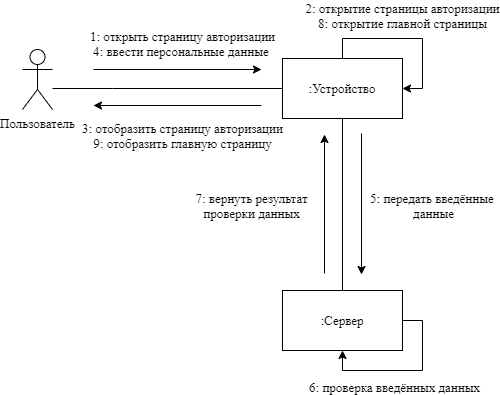 2: открытие страницы авторизации
8: открытие главной страницы
1: открыть страницу авторизации
4: ввести персональные данные
:Устройство
Пользователь
3: отобразить страницу авторизации
9: отобразить главную страницу
7: вернуть результат
проверки данных
5: передать введённые
данные
:Сервер
6: проверка введённых данных